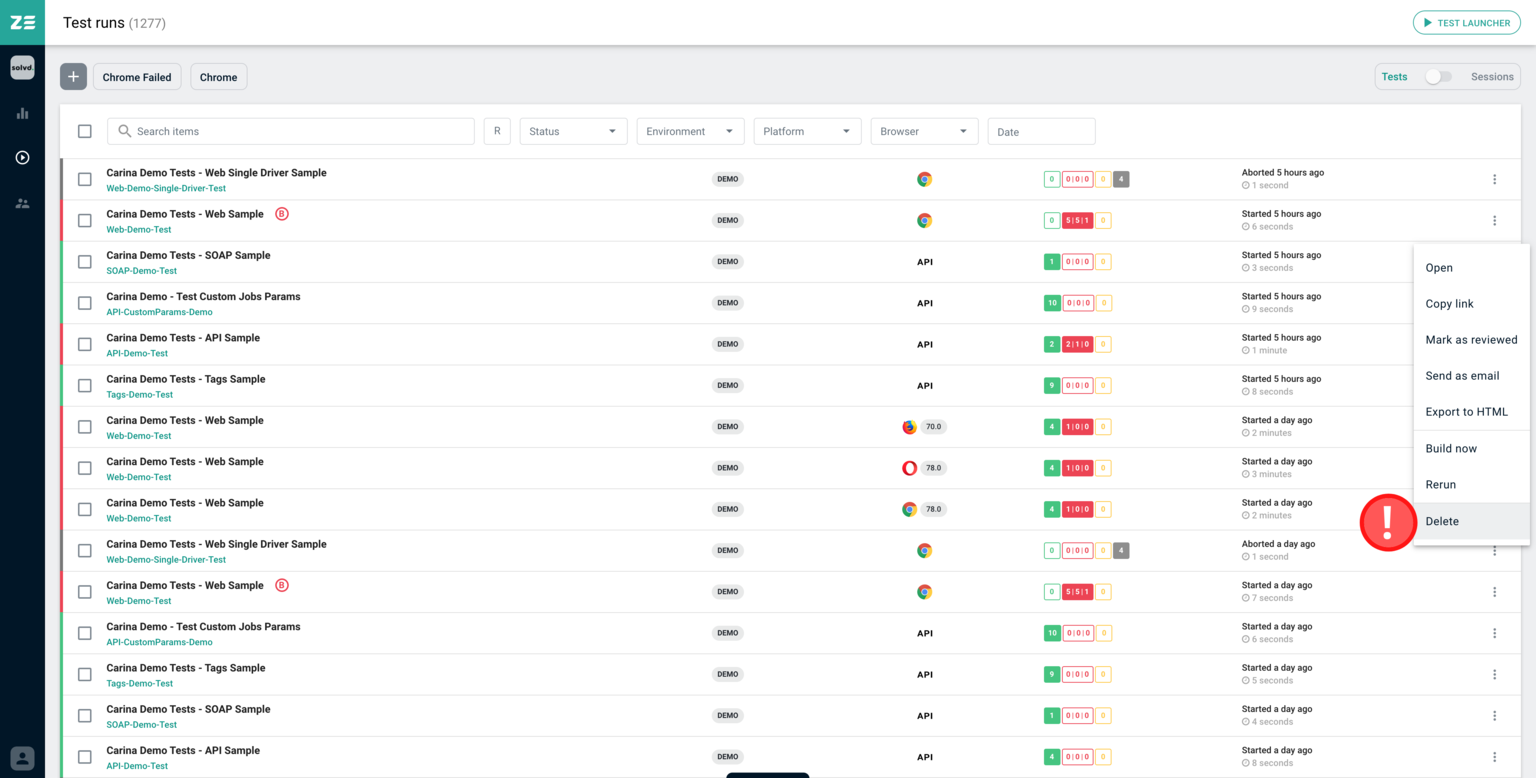 ZE
Test runs (1277)
TEST LAUNCHER
solvd.
+ Chrome Failed Chrome
Tests Sessions
Search items R Status Environment Platform Browser Date
Carina Demo Tests - Web Single Driver Sample DEMO 0 0|0|0 0 4 Aborted 5 hours ago
Web-Demo-Single-Driver-Test 1 second
Carina Demo Tests - Web Sample B DEMO 0 5|5|1 0 Started 5 hours ago
Web-Demo-Test 6 seconds
Carina Demo Tests - SOAP Sample DEMO API 1 0|0|0 0 Started 5 hours ago
SOAP-Demo-Test 3 seconds
Open
Carina Demo - Test Custom Jobs Params DEMO API 10 0|0|0 0 Started 5 hours ago
API-CustomParams-Demo 9 seconds
Copy link
Carina Demo Tests - API Sample DEMO API 2 2|1|0 0 Started 5 hours ago
API-Demo-Test 1 minute
Mark as reviewed
Carina Demo Tests - Tags Sample DEMO API 9 0|0|0 0 Started 5 hours ago
Tags-Demo-Test 8 seconds
Send as email
Export to HTML
Carina Demo Tests - Web Sample DEMO 70.0 4 1|0|0 0 Started a day ago
Web-Demo-Test 2 minutes
Build now
Carina Demo Tests - Web Sample DEMO 78.0 4 1|0|0 0 Started a day ago
Web-Demo-Test 3 minutes
Rerun
Carina Demo Tests - Web Sample DEMO 78.0 4 1|0|0 0 Started a day ago
Web-Demo-Test 2 minutes
! Delete
Carina Demo Tests - Web Single Driver Sample DEMO 0 0|0|0 0 4 Aborted a day ago
Web-Demo-Single-Driver-Test 1 second
Carina Demo Tests - Web Sample B DEMO 0 5|5|1 0 Started a day ago
Web-Demo-Test 7 seconds
Carina Demo - Test Custom Jobs Params DEMO API 10 0|0|0 0 Started a day ago
API-CustomParams-Demo 6 seconds
Carina Demo Tests - Tags Sample DEMO API 9 0|0|0 0 Started a day ago
Tags-Demo-Test 5 seconds
Carina Demo Tests - SOAP Sample DEMO API 1 0|0|0 0 Started a day ago
SOAP-Demo-Test 4 seconds
Carina Demo Tests - API Sample DEMO API 4 0|0|0 0 Started a day ago
API-Demo-Test 8 seconds